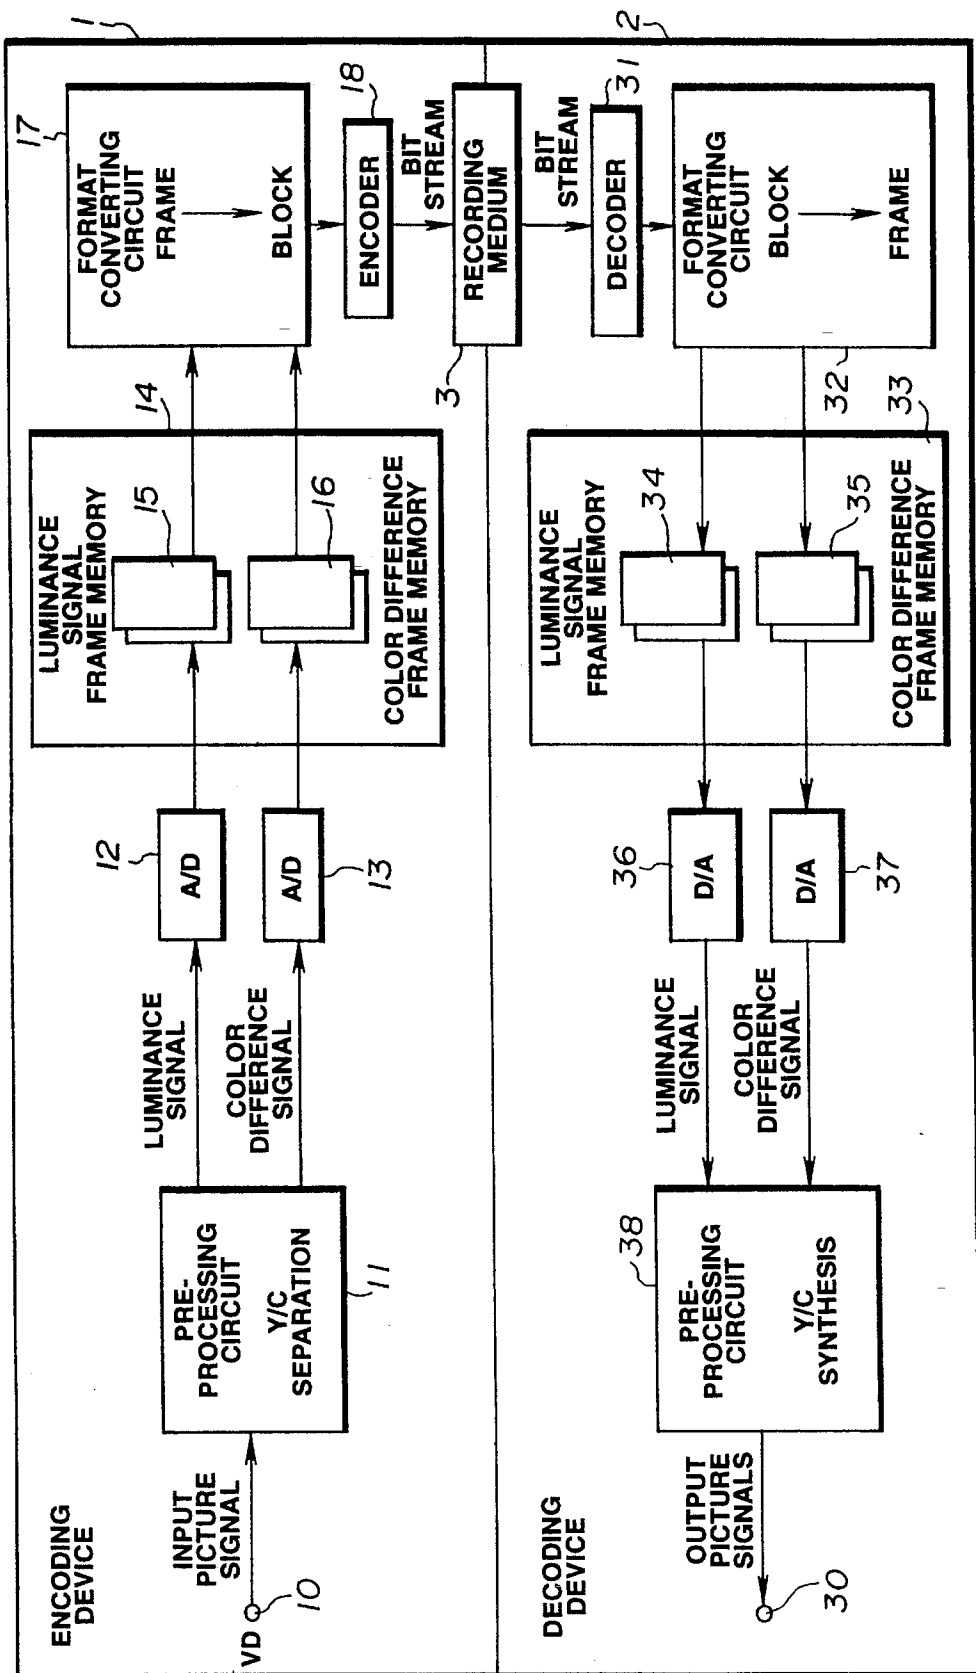 ENCODING
DEVICE
1
VD
10
INPUT
PICTURE
SIGNAL
PRE-
PROCESSING
CIRCUIT
Y/C
SEPARATION
11
LUMINANCE
SIGNAL
COLOR
DIFFERENCE
SIGNAL
12
A/D
A/D
13
14
LUMINANCE
SIGNAL
FRAME MEMORY
15
16
COLOR DIFFERENCE
FRAME MEMORY
17
FORMAT
CONVERTING
CIRCUIT
FRAME
BLOCK
18
ENCODER
BIT
STREAM
3
RECORDING
MEDIUM
DECODING
DEVICE
2
BIT
STREAM
31
DECODER
FORMAT
CONVERTING
CIRCUIT
BLOCK
FRAME
32
33
LUMINANCE
SIGNAL
FRAME MEMORY
34
35
COLOR DIFFERENCE
FRAME MEMORY
36
D/A
D/A
37
LUMINANCE
SIGNAL
COLOR
DIFFERENCE
SIGNAL
38
PRE-
PROCESSING
CIRCUIT
Y/C
SYNTHESIS
OUTPUT
PICTURE
SIGNALS
30